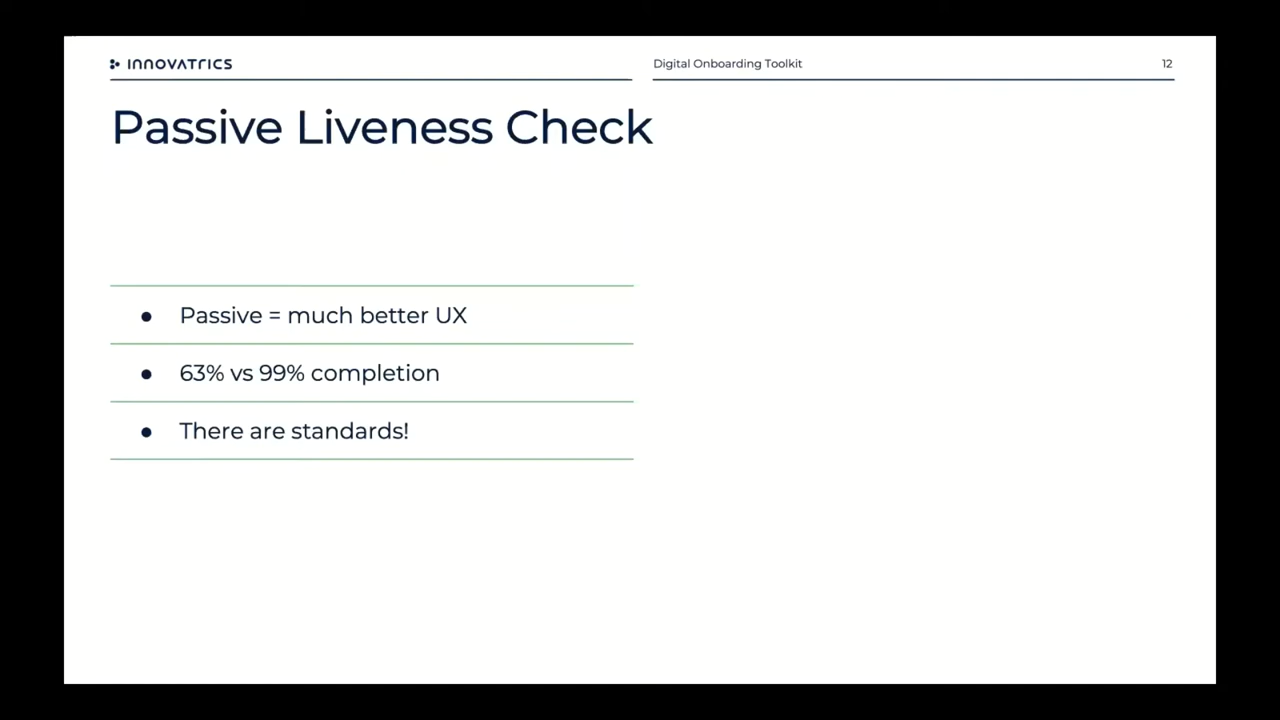 INNOVATRICS
Digital Onboarding Toolkit
12
Passive Liveness Check
● Passive = much better UX
● 63% vs 99% completion
● There are standards!